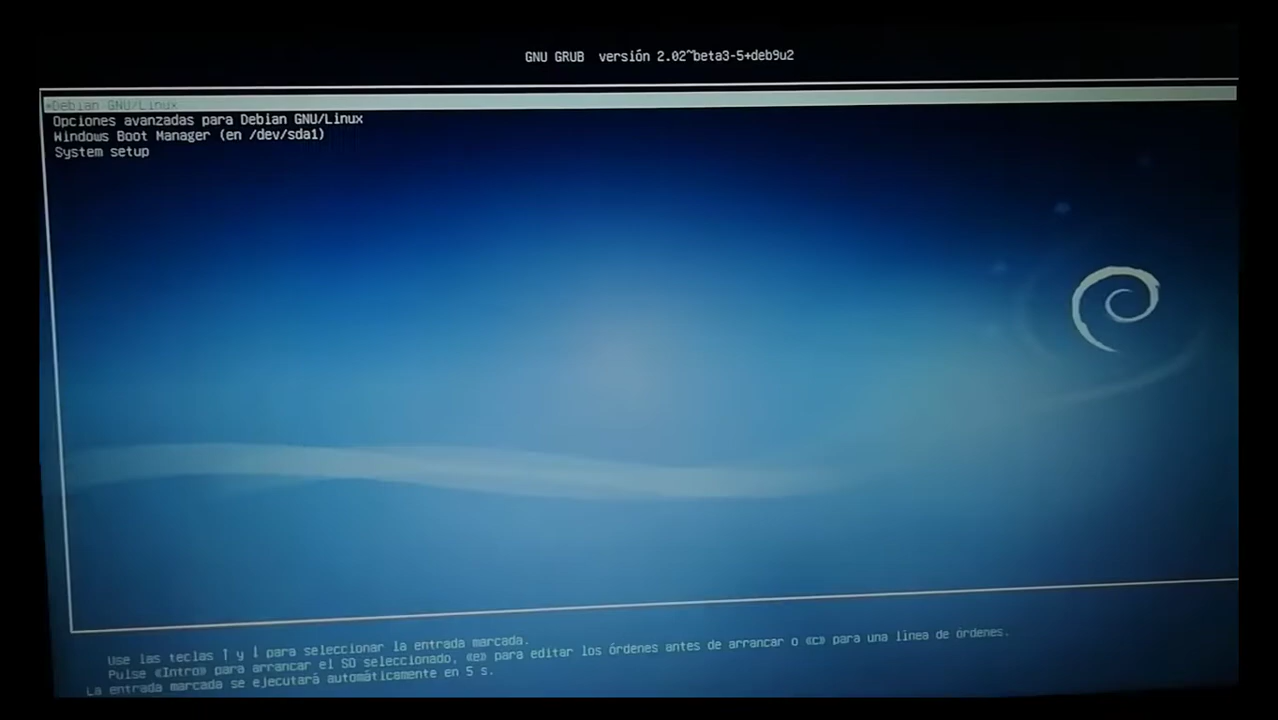 GNU GRUB versión 2.02~beta3-5+deb9u2
*Debian GNU/Linux
Opciones avanzadas para Debian GNU/Linux
Windows Boot Manager (en /dev/sda1)
System setup
Use las teclas ↑ y ↓ para seleccionar la entrada marcada.
Pulse «Intro» para arrancar el SO seleccionado, «e» para editar los órdenes antes de arrancar o «c» para una línea de órdenes.
La entrada marcada se ejecutará automáticamente en 5 s.